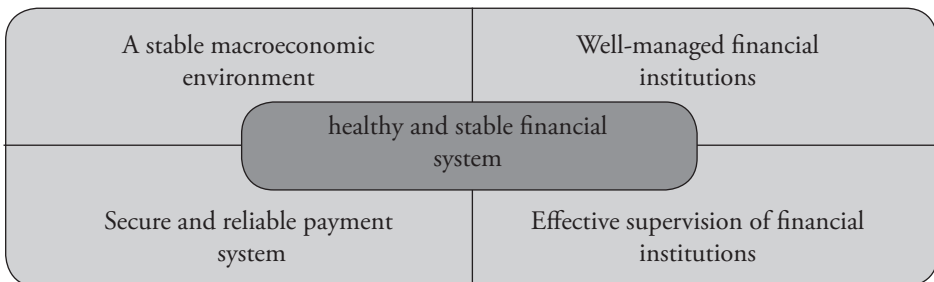 A stable macroeconomic
environment
Well-managed financial
institutions
healthy and stable financial
system
Secure and reliable payment
system
Effective supervision of financial
institutions